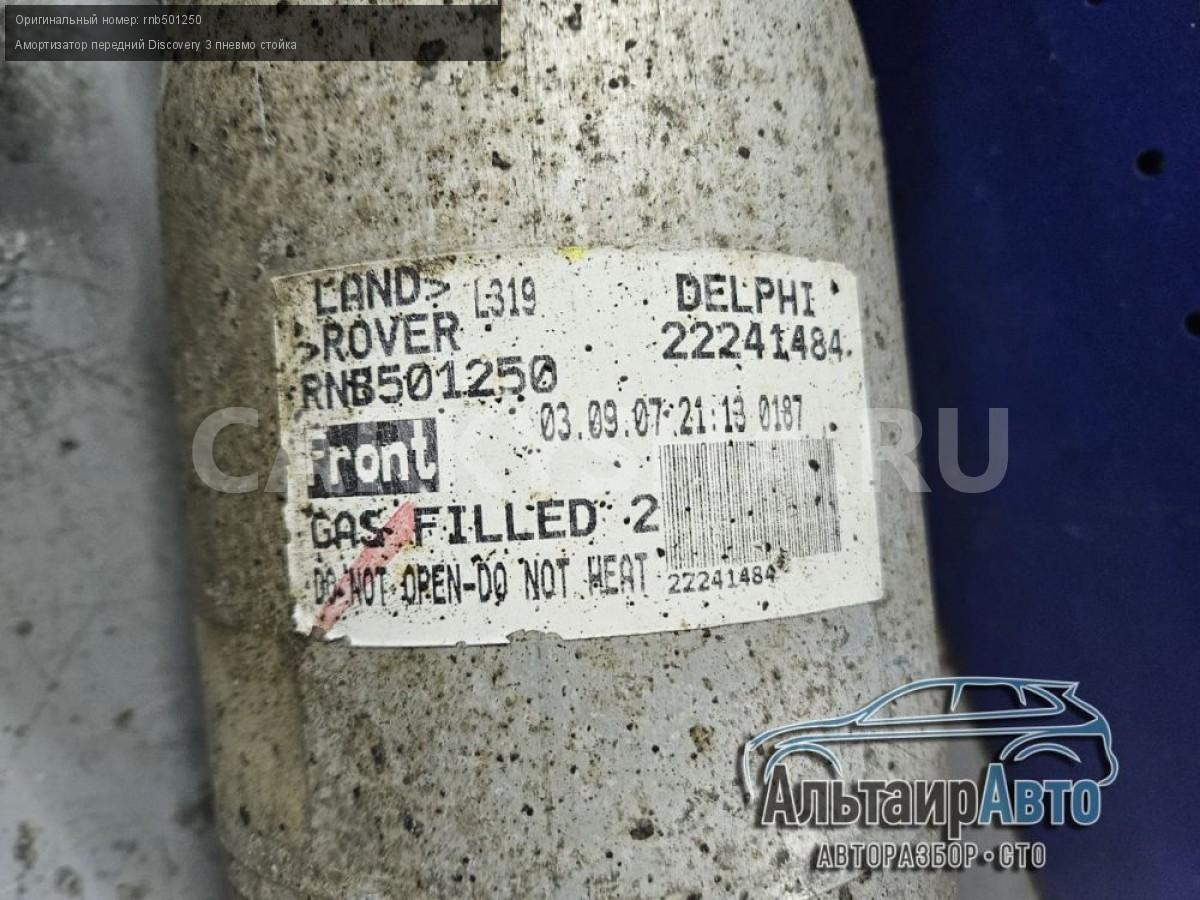 Оригинальный номер: rnb501250
Амортизатор передний Discovery 3 пневмо стойка
LAND> L319 DELPHI
>ROVER 22241484
RNB501250
03.09.07 21:13 0187
Front
GAS FILLED 2
DO NOT OPEN-DO NOT HEAT 22241484
АльтаирАвто
АВТОРАЗБОР • СТО